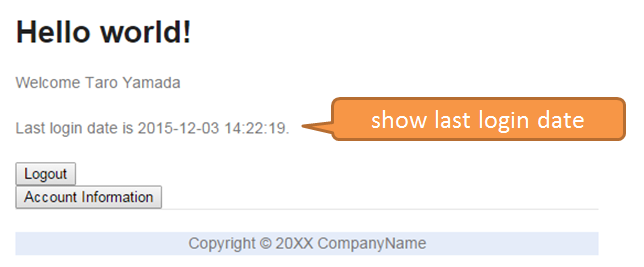 Hello world!
Welcome Taro Yamada
Last login date is 2015-12-03 14:22:19.
show last login date
Logout
Account Information
Copyright © 20XX CompanyName